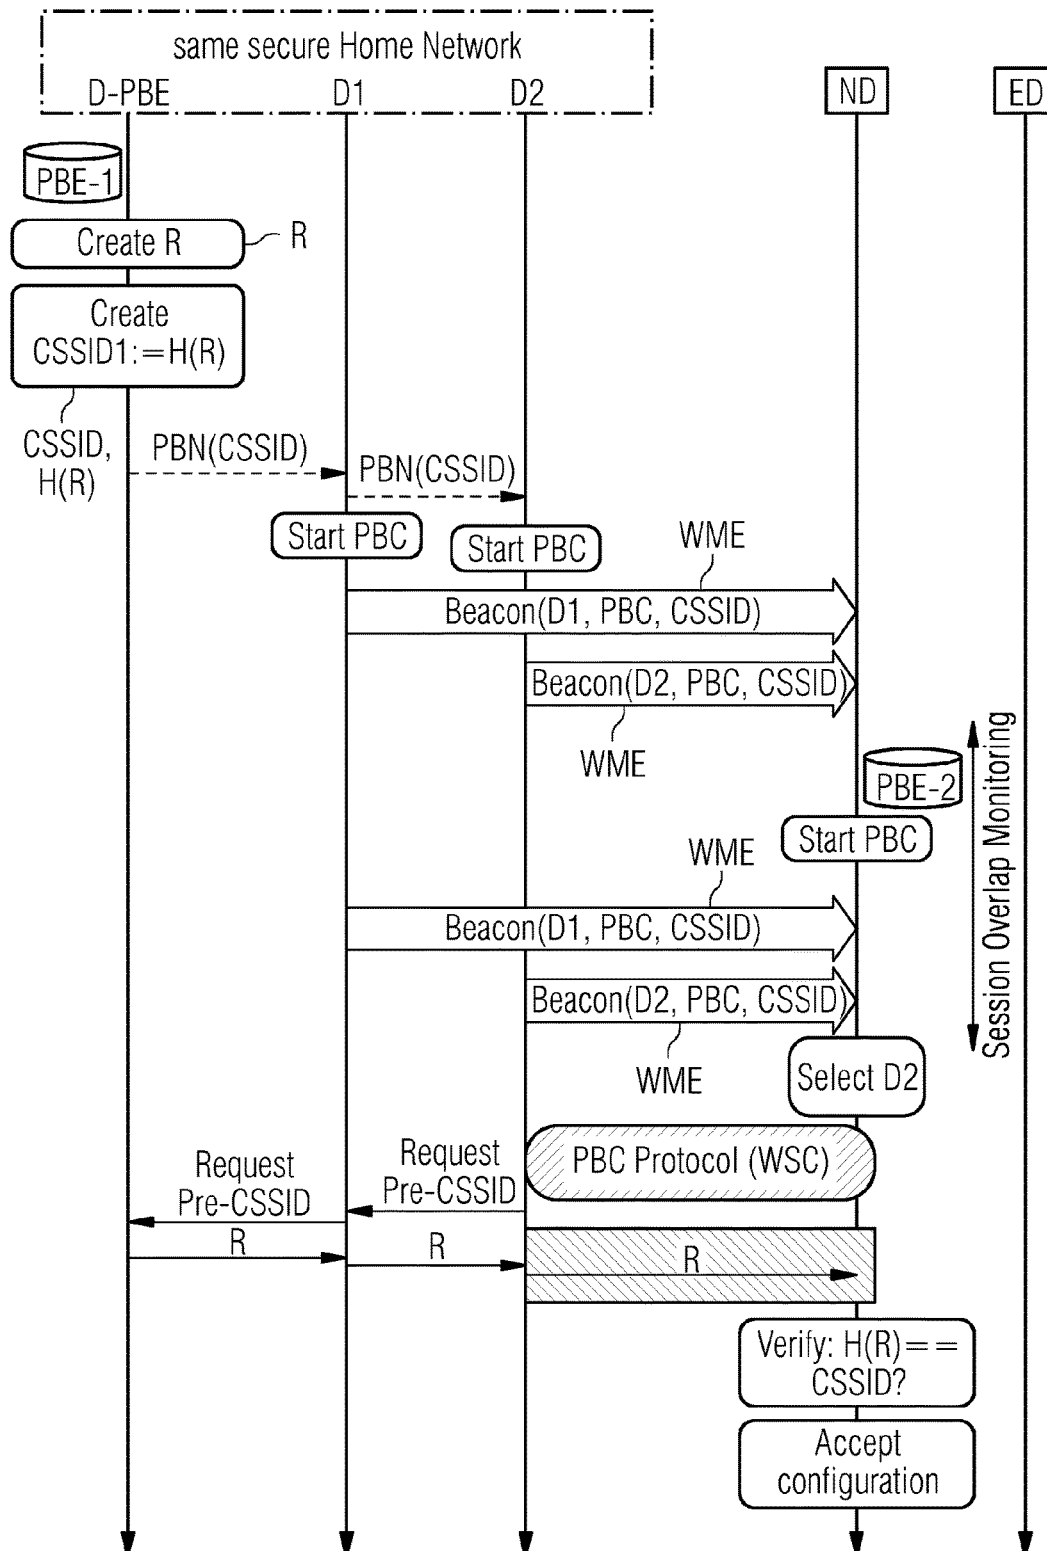 same secure Home Network
D-PBE D1 D2 ND ED
PBE-1
Create R R
Create
CSSID1:=H(R)
CSSID,
H(R)
PBN(CSSID)
PBN(CSSID)
Start PBC
Start PBC
WME
Beacon(D1, PBC, CSSID)
Beacon(D2, PBC, CSSID)
WME
Session Overlap Monitoring
PBE-2
Start PBC
WME
Beacon(D1, PBC, CSSID)
Beacon(D2, PBC, CSSID)
WME
Select D2
PBC Protocol (WSC)
Request
Pre-CSSID
Request
Pre-CSSID
R
R
R
Verify: H(R)==
CSSID?
Accept
configuration